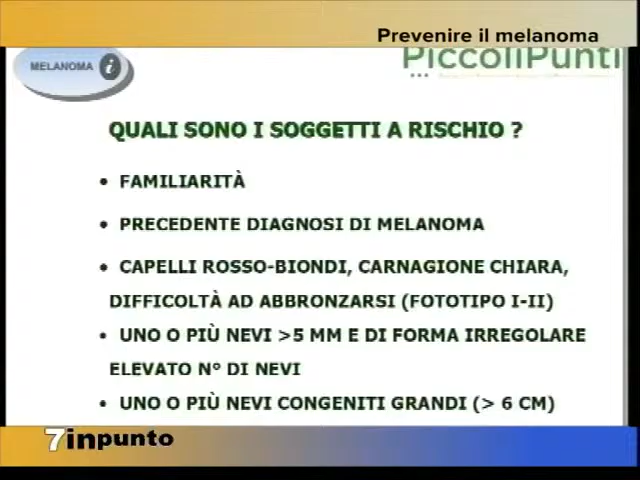 Prevenire il melanoma
MELANOMA i
PiccoliPunti
QUALI SONO I SOGGETTI A RISCHIO ?
• FAMILIARITÀ
• PRECEDENTE DIAGNOSI DI MELANOMA
• CAPELLI ROSSO-BIONDI, CARNAGIONE CHIARA,
DIFFICOLTÀ AD ABBRONZARSI (FOTOTIPO I-II)
• UNO O PIÙ NEVI >5 MM E DI FORMA IRREGOLARE
ELEVATO N° DI NEVI
• UNO O PIÙ NEVI CONGENITI GRANDI (> 6 CM)
7inpunto